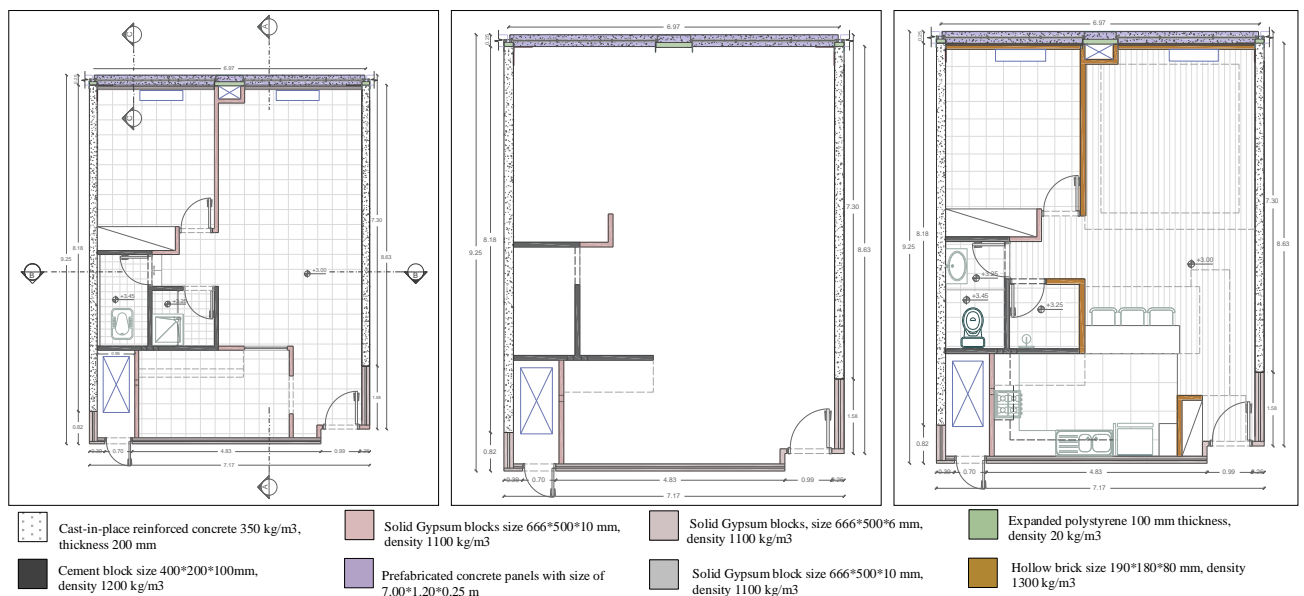 C
A
6.97
C
7.30
8.18
9.25
8.63
B
+3.00
B
+3.45
1.58
0.82
0.70
4.83
0.99
7.17
A
6.97
7.30
8.18
9.25
8.63
1.58
0.82
0.70
4.83
0.99
7.17
6.97
7.30
8.18
9.25
8.63
+3.00
+3.25
+3.45
+3.25
1.58
0.82
0.70
4.83
0.99
7.17
Cast-in-place reinforced concrete 350 kg/m3,
thickness 200 mm
Cement block size 400*200*100mm,
density 1200 kg/m3
Solid Gypsum blocks size 666*500*10 mm,
density 1100 kg/m3
Prefabricated concrete panels with size of
7.00*1.20*0.25 m
Solid Gypsum blocks, size 666*500*6 mm,
density 1100 kg/m3
Solid Gypsum block size 666*500*10 mm,
density 1100 kg/m3
Expanded polystyrene 100 mm thickness,
density 20 kg/m3
Hollow brick size 190*180*80 mm, density
1300 kg/m3